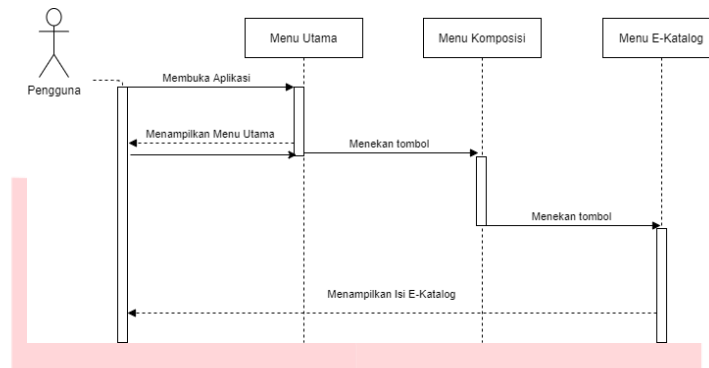 Menu Utama
Menu Komposisi
Menu E-Katalog
Pengguna
Membuka Aplikasi
Menampilkan Menu Utama
Menekan tombol
Menekan tombol
Menampilkan Isi E-Katalog